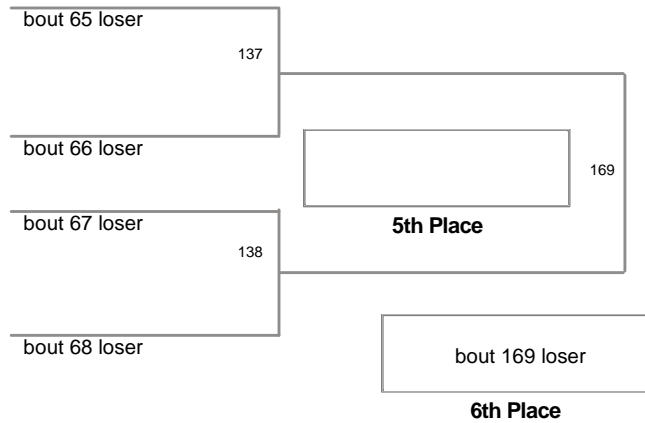 bout 65 loser
137
bout 66 loser
169
bout 67 loser
5th Place
138
bout 68 loser
bout 169 loser
6th Place